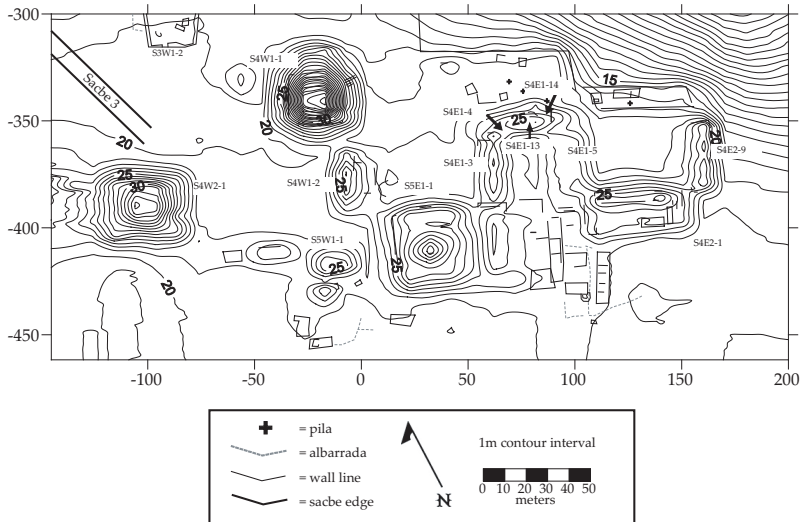 -300
S3W1-2
S4W1-1
15
S4E1-14
Sacbe 3
25
S4E1-4
-350
30
25
20
20
S4E1-13
S4E1-5
20
S4E2-9
S4E1-3
25
30
S4W2-1
S4W1-2
25
S5E1-1
25
-400
S5W1-1
25
25
S4E2-1
20
-450
-100 -50 0 50 100 150 200
= pila
= albarrada
= wall line
= sacbe edge
N
1m contour interval
0 10 20 30 40 50
meters